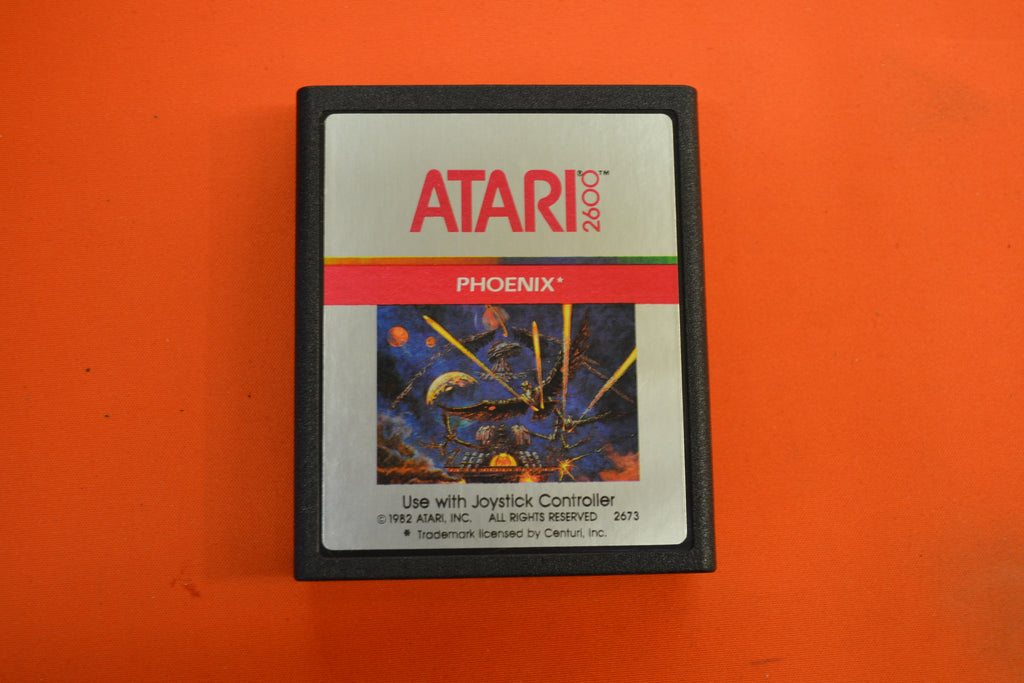 ATARI® 2600™
PHOENIX*
Use with Joystick Controller
©1982 ATARI, INC. ALL RIGHTS RESERVED 2673
* Trademark licensed by Centuri, Inc.